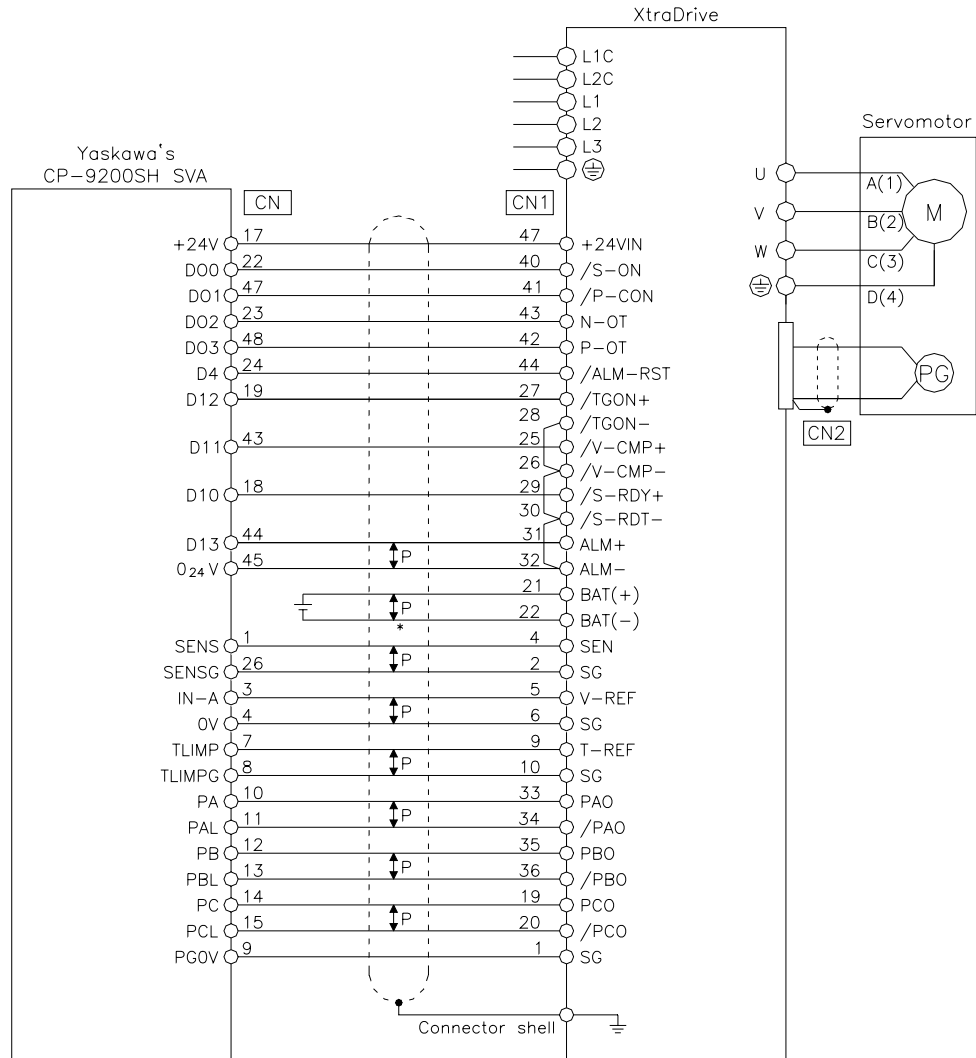 XtraDrive
L1C
L2C
L1
L2
L3
Servomotor
Yaskawa's
CP-9200SH SVA
CN
CN1
U
A(1)
M
V
B(2)
W
C(3)
D(4)
+24V 17 47 +24VIN
DO0 22 40 /S-ON
DO1 47 41 /P-CON
DO2 23 43 N-OT
DO3 48 42 P-OT
D4 24 44 /ALM-RST
D12 19 27 /TGON+
28 /TGON-
D11 43 25 /V-CMP+
26 /V-CMP-
D10 18 29 /S-RDY+
30 /S-RDT-
D13 44 31 ALM+
P
024V 45 32 ALM-
21 BAT(+)
P
22 BAT(-)
*
SENS 1 4 SEN
P
SENSG 26 2 SG
IN-A 3 5 V-REF
P
0V 4 6 SG
TLIMP 7 9 T-REF
P
TLIMPG 8 10 SG
PA 10 33 PAO
P
PAL 11 34 /PAO
PB 12 35 PBO
P
PBL 13 36 /PBO
PC 14 19 PCO
P
PCL 15 20 /PCO
PG0V 9 1 SG
Connector shell
PG
CN2